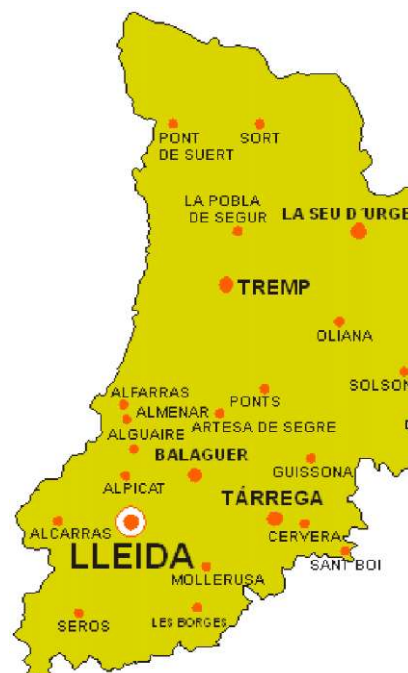 PONT
DE SUERT
SORT
LA POBLA
DE SEGUR
LA SEU D´URGE
TREMP
OLIANA
SOLSON
ALFARRAS
PONTS
ALMENAR
ARTESA DE SEGRE
ALGUAIRE
BALAGUER
GUISSONA
ALPICAT
TÁRREGA
ALCARRAS
CERVERA
LLEIDA
SANT BOI
MOLLERUSA
SEROS
LES BORGES